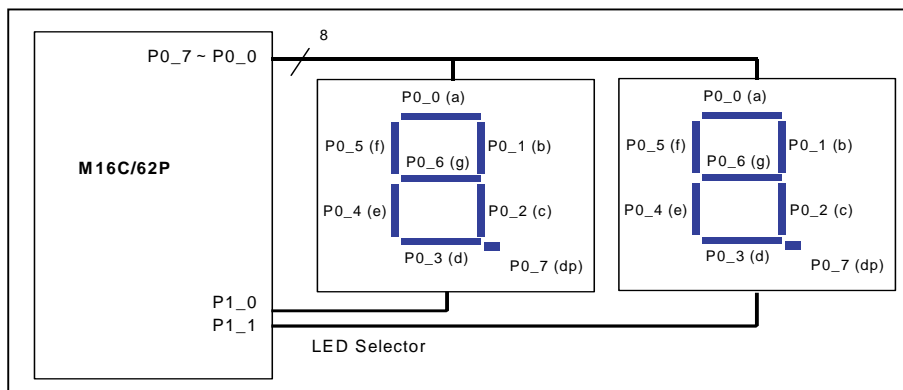 8
P0_7 ~ P0_0
P0_0 (a)
P0_5 (f)
P0_1 (b)
P0_6 (g)
P0_4 (e)
P0_2 (c)
P0_3 (d)
P0_7 (dp)
P0_0 (a)
P0_5 (f)
P0_1 (b)
P0_6 (g)
P0_4 (e)
P0_2 (c)
P0_3 (d)
P0_7 (dp)
M16C/62P
P1_0
P1_1
LED Selector